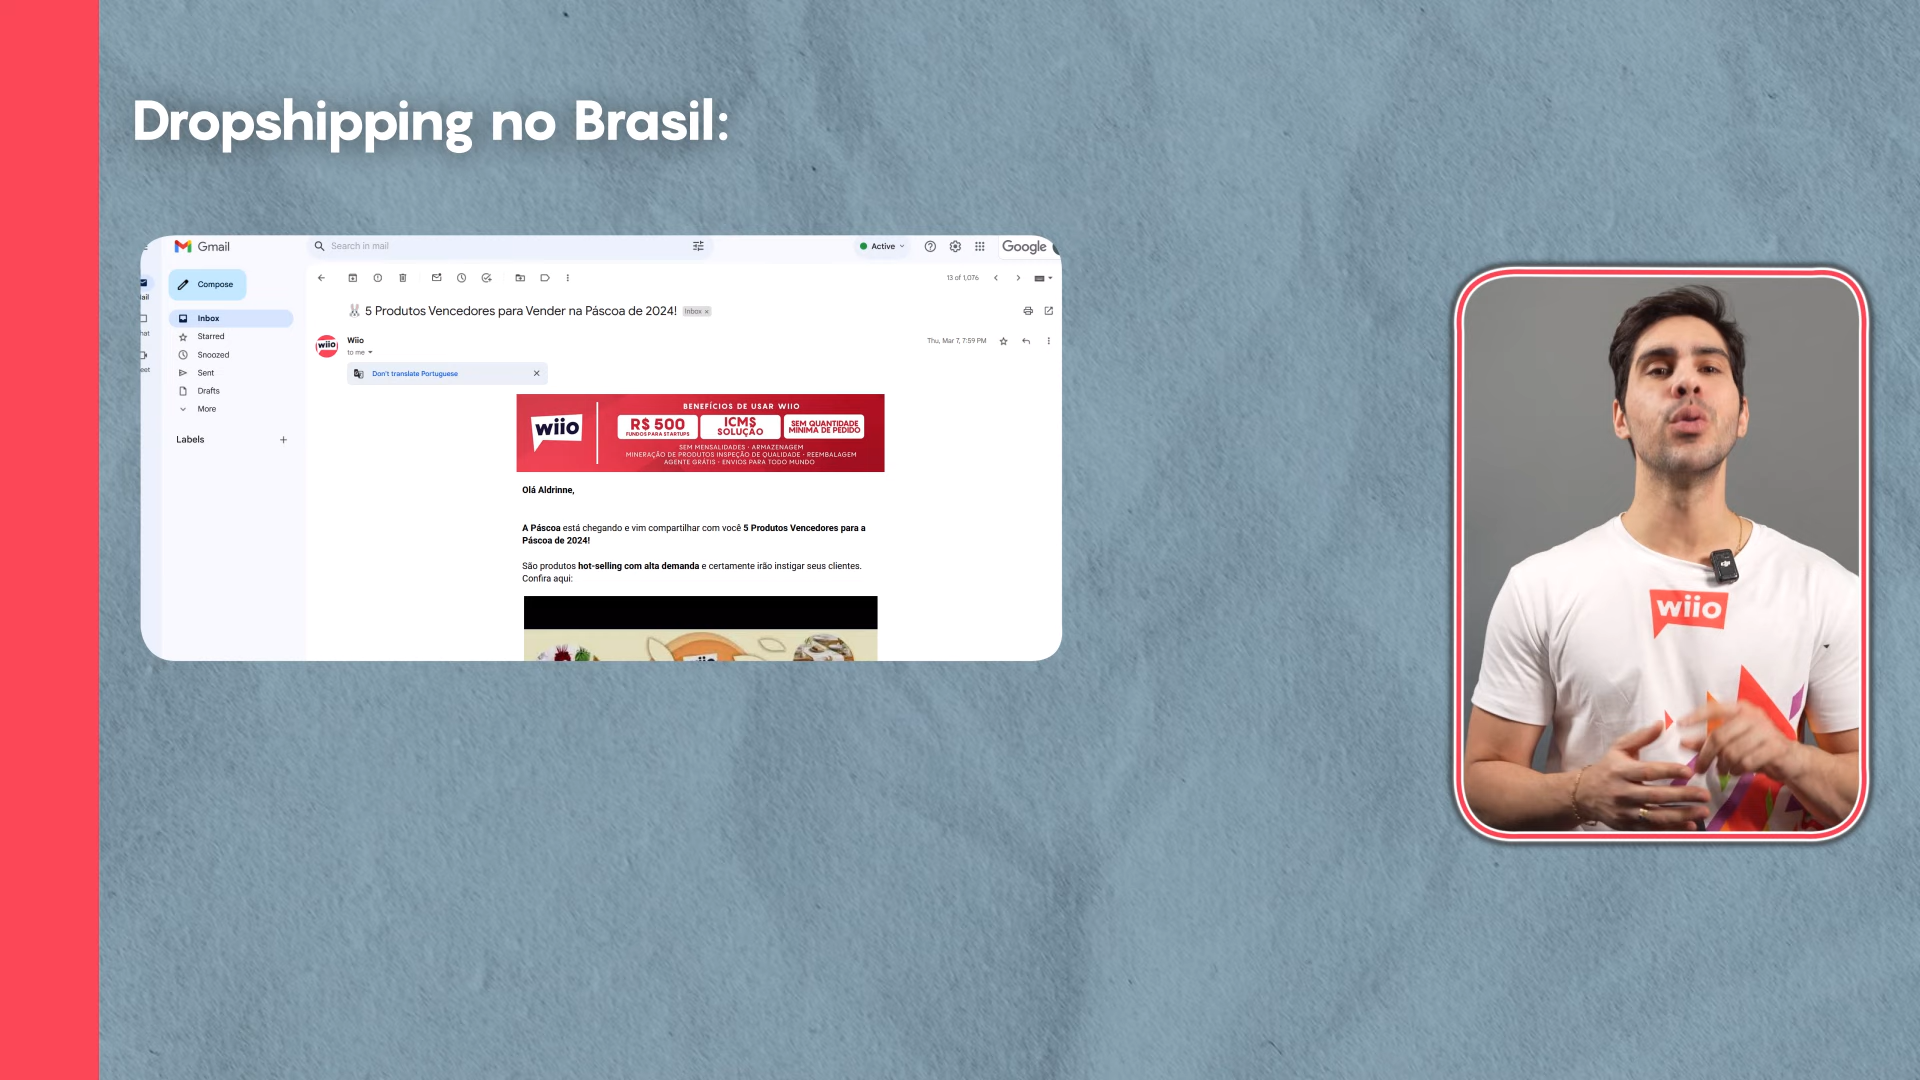 Dropshipping no Brasil:
Gmail
Search in mail
Active
Google
Compose
13 of 1,076
5 Produtos Vencedores para Vender na Páscoa de 2024!
Inbox ×
Inbox
Starred
Snoozed
Sent
Drafts
More
Labels
wiio
Wiio
to me
Thu, Mar 7, 7:59 PM
Don't translate Portuguese
BENEFÍCIOS DE USAR WIIO
wiio
R$ 500
FUNDOS PARA STARTUPS
ICMS
SOLUÇÃO
SEM QUANTIDADE
MÍNIMA DE PEDIDO
SEM MENSALIDADES · ARMAZENAGEM
MINERAÇÃO DE PRODUTOS INSPEÇÃO DE QUALIDADE · REEMBALAGEM
AGENTE GRÁTIS · ENVIOS PARA TODO MUNDO
Olá Aldrinne,
A Páscoa está chegando e vim compartilhar com você 5 Produtos Vencedores para a
Páscoa de 2024!
São produtos hot-selling com alta demanda e certamente irão instigar seus clientes.
Confira aqui:
wiio